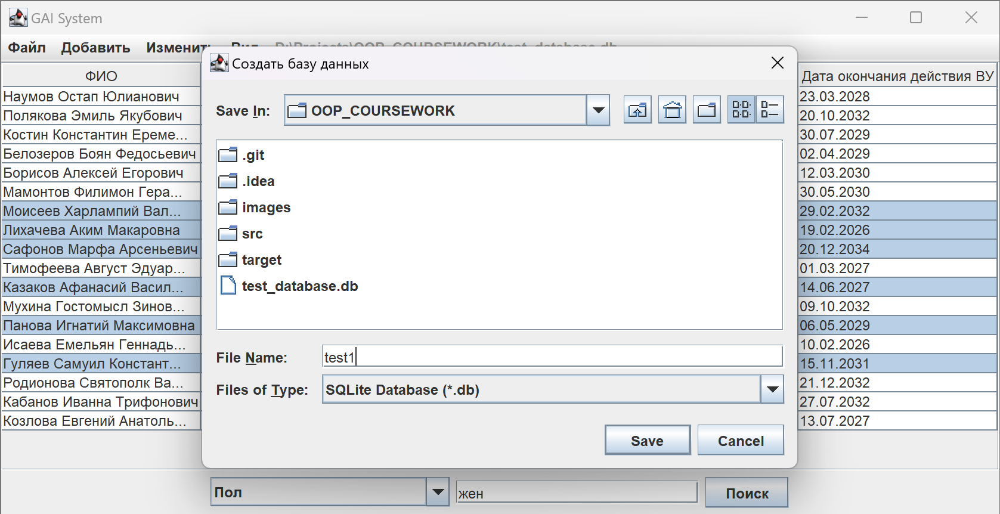 GAI System
Файл Добавить Изменить Вид D:\Projects\OOP_COURSEWORK\test_database.db
Создать базу данных
Save In: OOP_COURSEWORK
.git
.idea
images
src
target
test_database.db
File Name: test1
Files of Type: SQLite Database (*.db)
Save Cancel
ФИО Дата окончания действия ВУ
Наумов Остап Юлианович 23.03.2028
Полякова Эмиль Якубович 20.10.2032
Костин Константин Ереме... 30.07.2029
Белозеров Боян Федосьевич 02.04.2029
Борисов Алексей Егорович 12.03.2030
Мамонтов Филимон Гера... 30.05.2030
Моисеев Харлампий Вал... 29.02.2032
Лихачева Аким Макаровна 19.02.2026
Сафонов Марфа Арсеньевич 20.12.2034
Тимофеева Август Эдуар... 01.03.2027
Казаков Афанасий Васил... 14.06.2027
Мухина Гостомысл Зинов... 09.10.2032
Панова Игнатий Максимовна 06.05.2029
Исаева Емельян Геннадь... 10.02.2026
Гуляев Самуил Констант... 15.11.2031
Родионова Святополк Ва... 21.12.2032
Кабанов Иванна Трифонович 27.07.2032
Козлова Евгений Анатоль... 13.07.2027
Пол жен Поиск